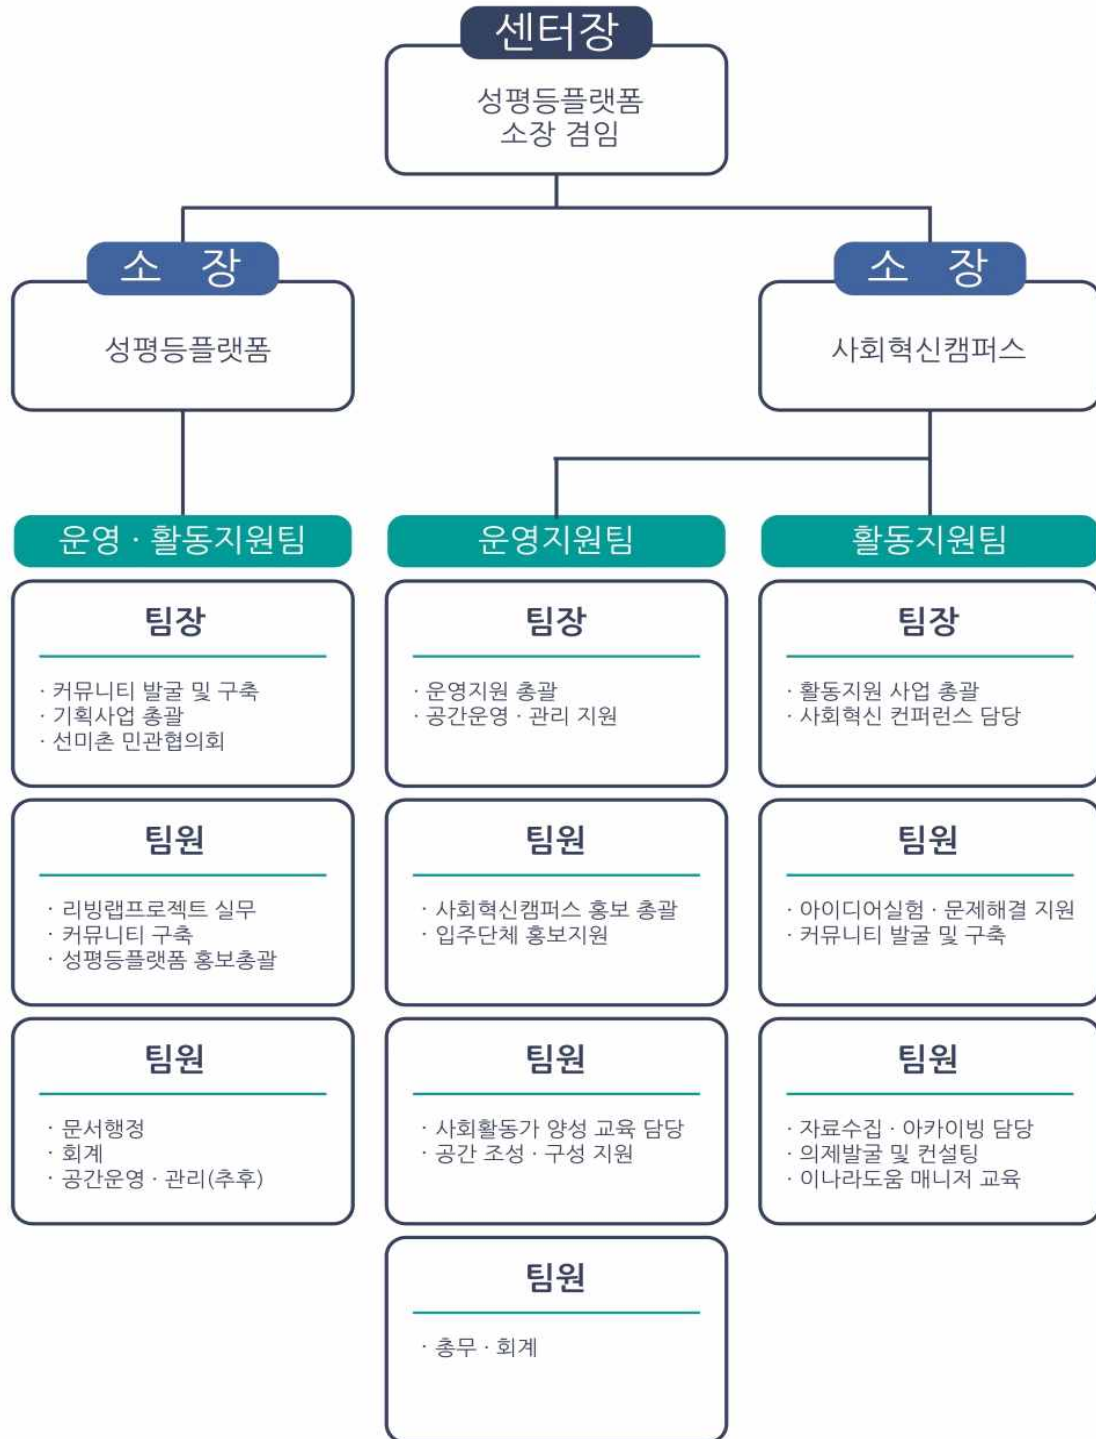 센터장
성평등플랫폼
소장 겸임
소 장
성평등플랫폼
소 장
사회혁신캠퍼스
운영 · 활동지원팀
팀장
· 커뮤니티 발굴 및 구축
· 기획사업 총괄
· 선미촌 민관협의회
팀원
· 리빙랩프로젝트 실무
· 커뮤니티 구축
· 성평등플랫폼 홍보총괄
팀원
· 문서행정
· 회계
· 공간운영 · 관리(추후)
운영지원팀
팀장
· 운영지원 총괄
· 공간운영 · 관리 지원
팀원
· 사회혁신캠퍼스 홍보 총괄
· 입주단체 홍보지원
팀원
· 사회활동가 양성 교육 담당
· 공간 조성 · 구성 지원
팀원
· 총무 · 회계
활동지원팀
팀장
· 활동지원 사업 총괄
· 사회혁신 컨퍼런스 담당
팀원
· 아이디어실험 · 문제해결 지원
· 커뮤니티 발굴 및 구축
팀원
· 자료수집 · 아카이빙 담당
· 의제발굴 및 컨설팅
· 이나라도움 매니저 교육